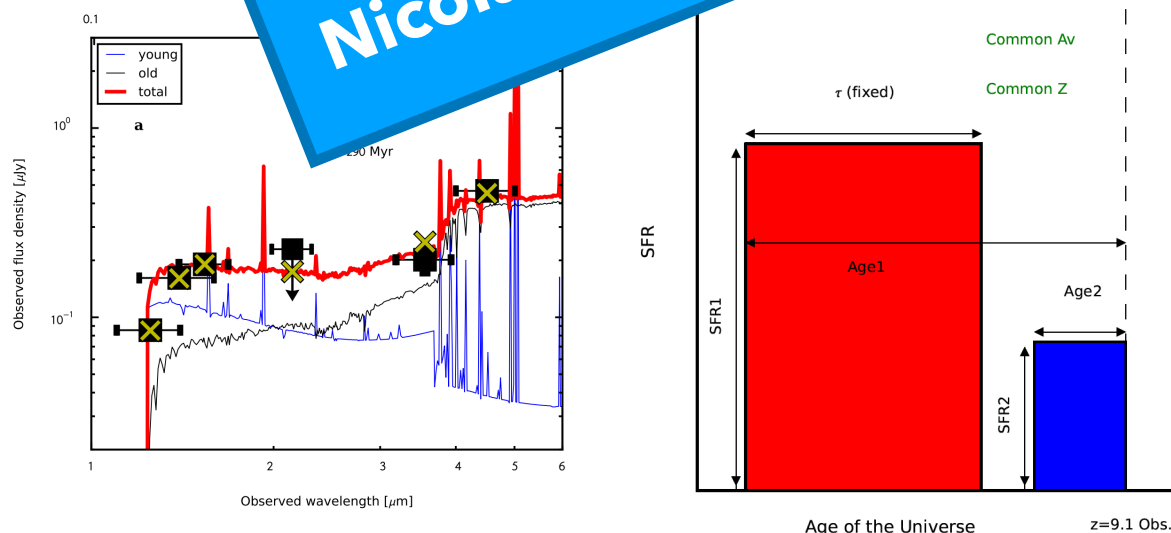 0.1
Nicol
young
old
total
a
10⁰
290 Myr
10⁻¹
Observed flux density [μJy]
1 2 3 4 5 6
Observed wavelength [μm]
Common Av
Common Z
τ (fixed)
SFR
Age1
SFR1
Age2
SFR2
Age of the Universe
z=9.1 Obs.